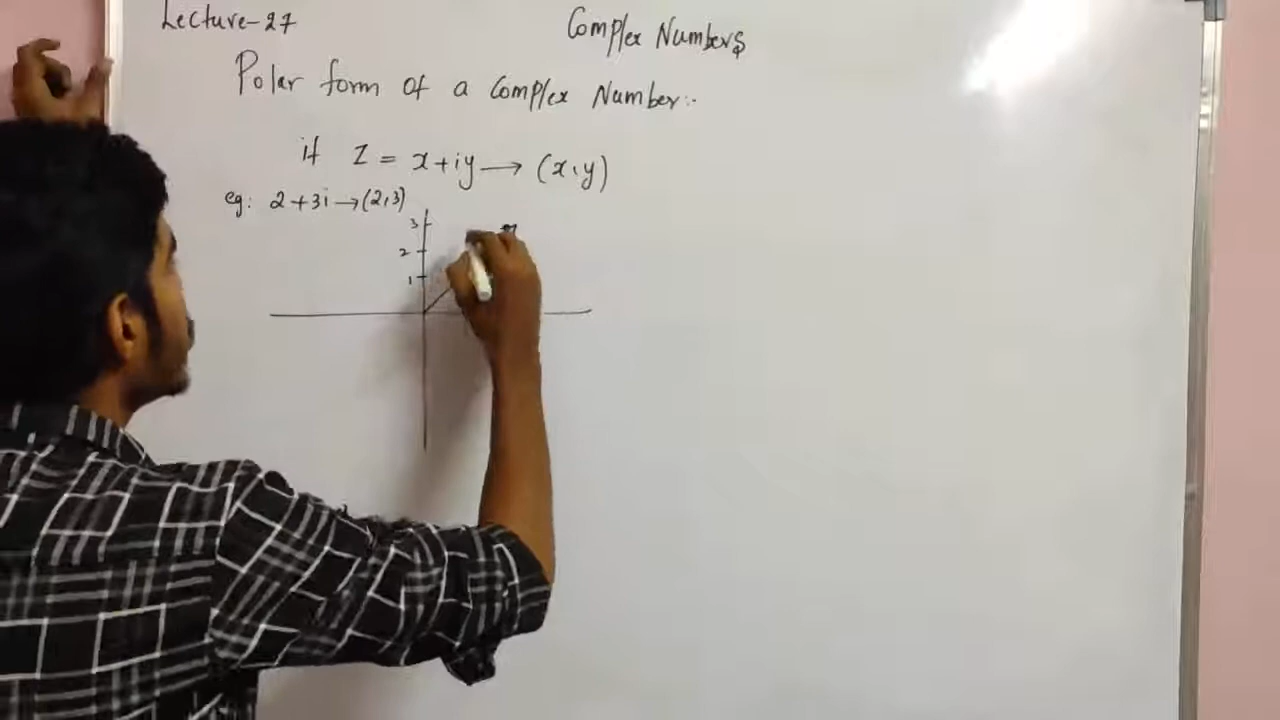 Lecture-27
Complex Numbers
Polar form of a Complex Number:-
if Z = x+iy → (x,y)
eg: 2+3i → (2,3)
3
2
1